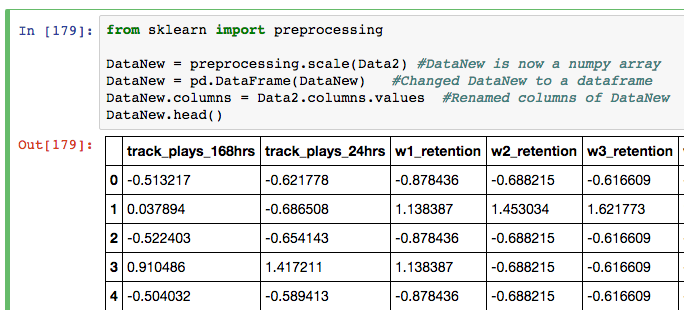 In [179]: from sklearn import preprocessing
DataNew = preprocessing.scale(Data2) #DataNew is now a numpy array
DataNew = pd.DataFrame(DataNew)   #Changed DataNew to a dataframe
DataNew.columns = Data2.columns.values  #Renamed columns of DataNew
DataNew.head()
Out[179]:
track_plays_168hrs track_plays_24hrs w1_retention w2_retention w3_retention
0 -0.513217 -0.621778 -0.878436 -0.688215 -0.616609
1 0.037894 -0.686508 1.138387 1.453034 1.621773
2 -0.522403 -0.654143 -0.878436 -0.688215 -0.616609
3 0.910486 1.417211 1.138387 -0.688215 -0.616609
4 -0.504032 -0.589413 -0.878436 -0.688215 -0.616609